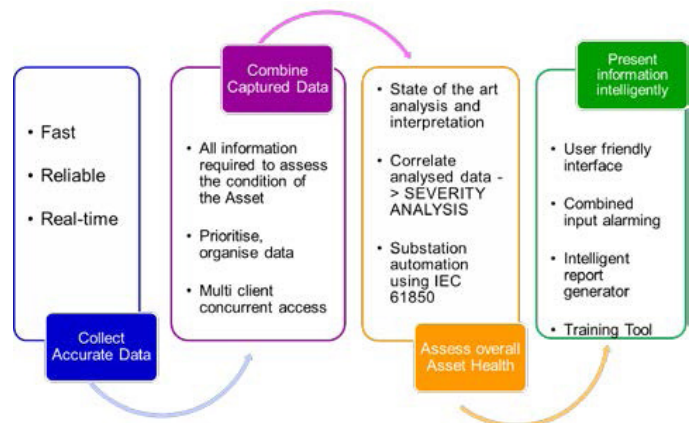 • Fast
• Reliable
• Real-time
Collect
Accurate Data
Combine
Captured Data
• All information
required to assess
the condition of
the Asset
• Prioritise,
organise data
• Multi client
concurrent access
• State of the art
analysis and
interpretation
• Correlate
analysed data -
> SEVERITY
ANALYSIS
• Substation
automation
using IEC
61850
Assess overall
Asset Health
Present
information
intelligently
• User friendly
interface
• Combined
input alarming
• Intelligent
report
generator
• Training Tool